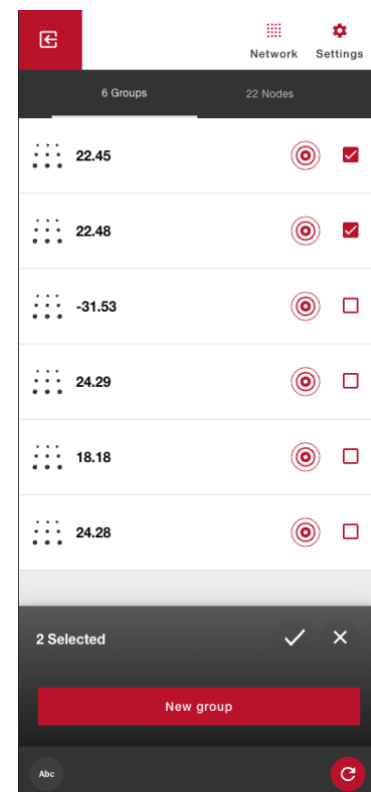 Network Settings
6 Groups 22 Nodes
22.45
22.48
-31.53
24.29
18.18
24.28
2 Selected
New group
Abc